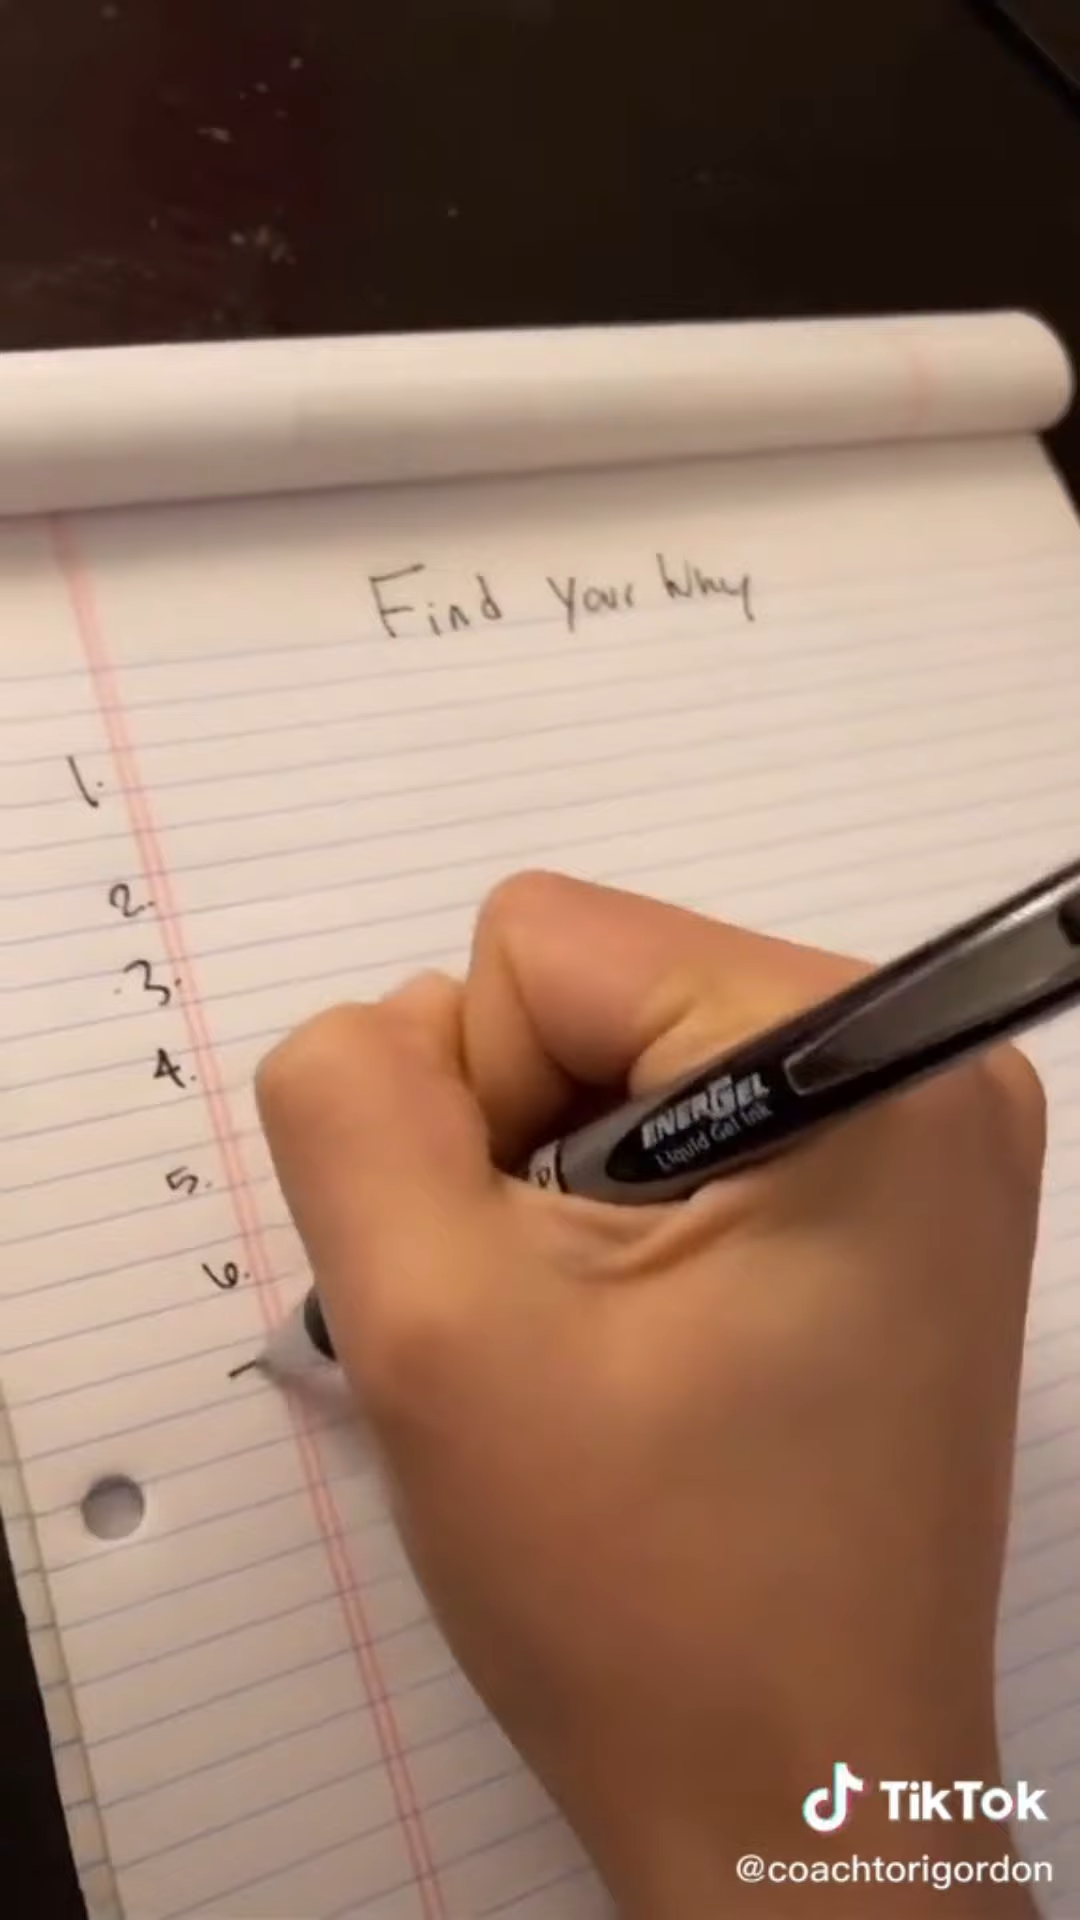 Find Your Why
1.
2.
3.
4.
5.
6.
ENERGEL
Liquid Gel Ink
TikTok
@coachtorigordon